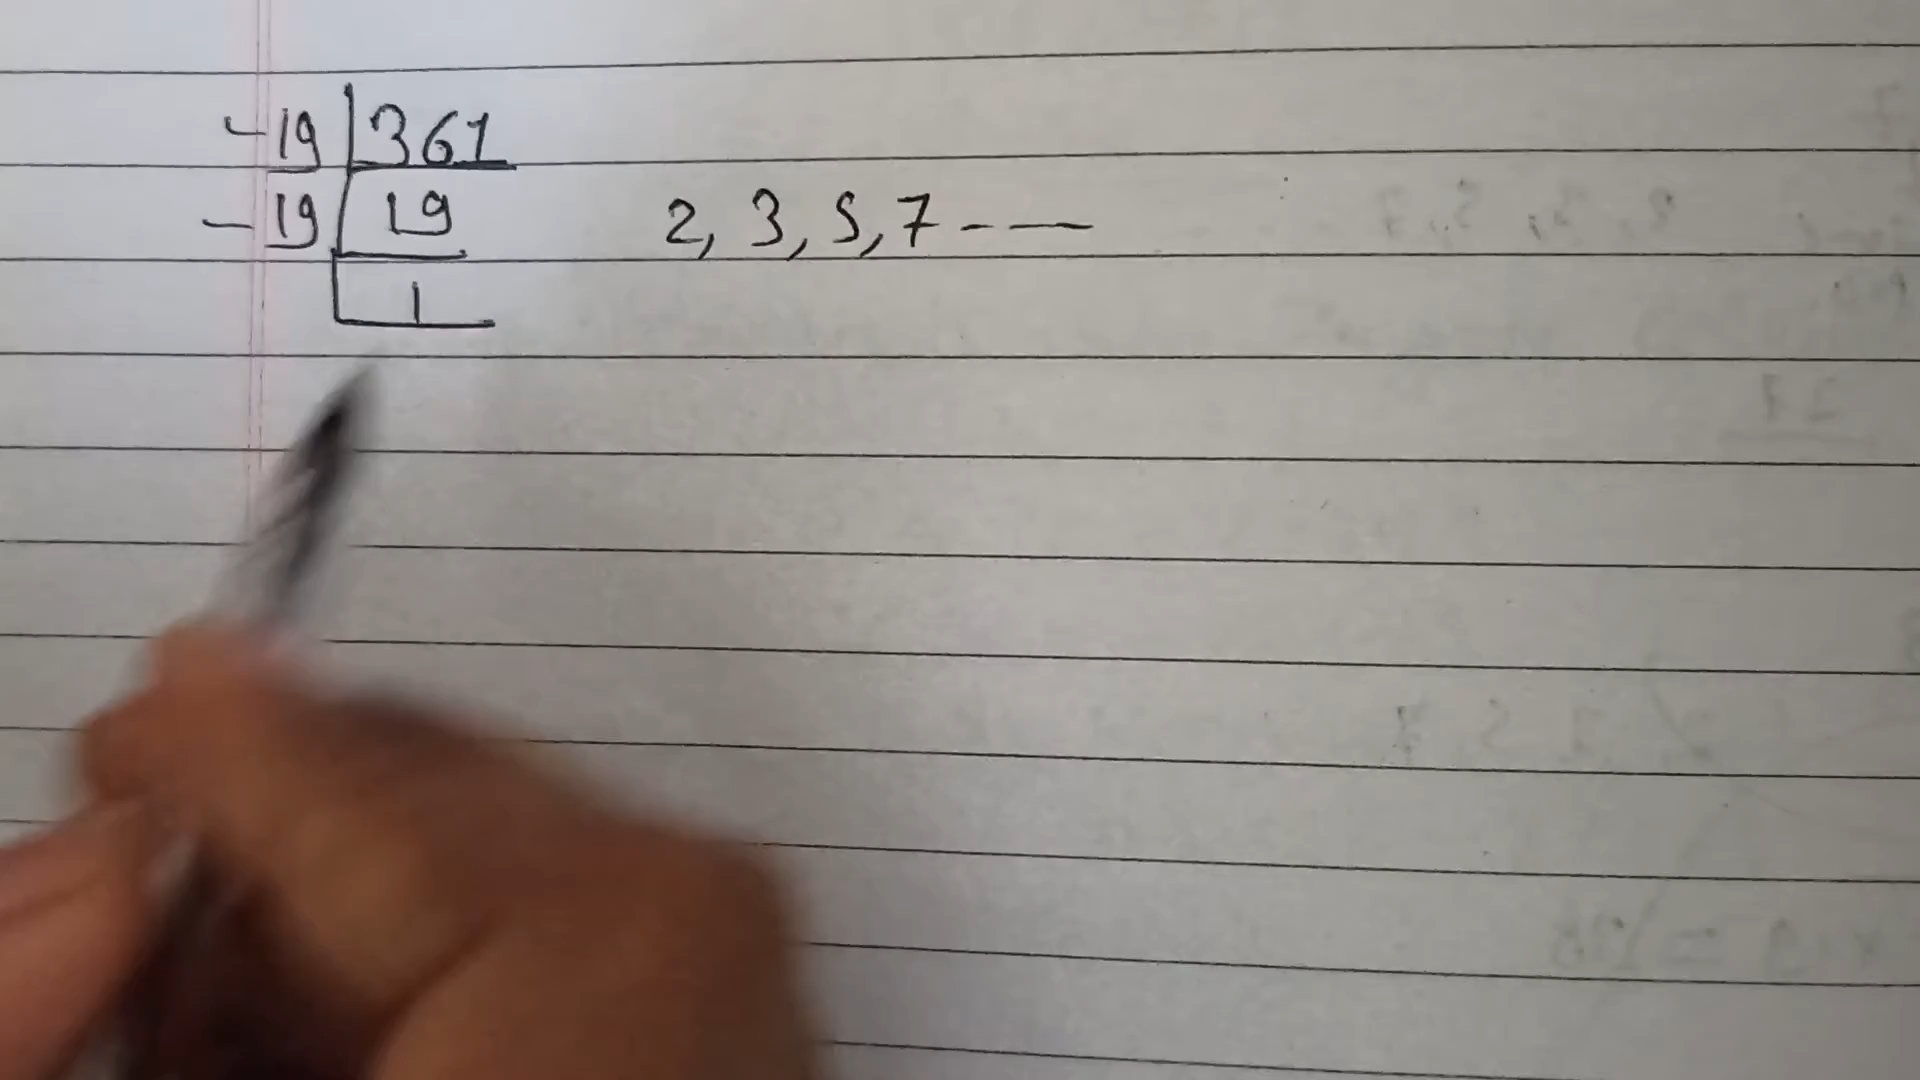 -19 | 361
-19 | 19
1
2, 3, 5, 7 - —